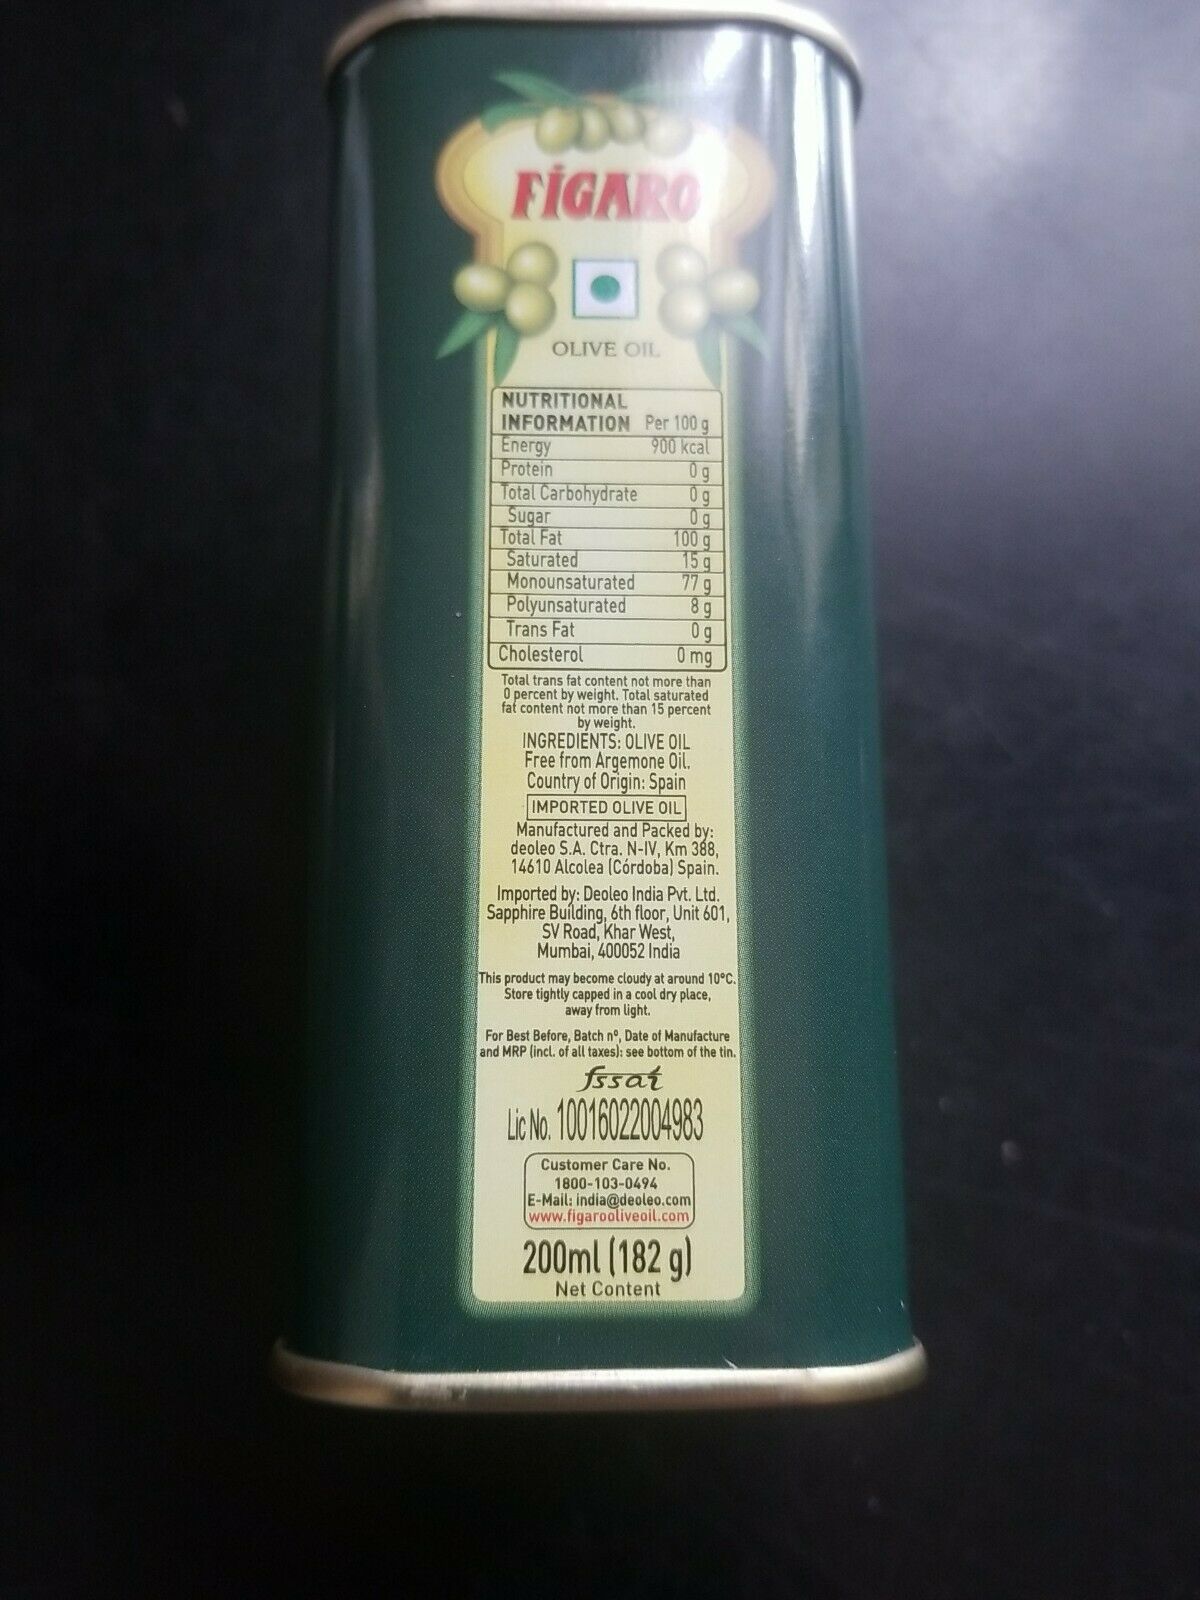 FÍGARO
OLIVE OIL
NUTRITIONAL
INFORMATION Per 100 g
Energy 900 kcal
Protein 0 g
Total Carbohydrate 0 g
Sugar 0 g
Total Fat 100 g
Saturated 15 g
Monounsaturated 77 g
Polyunsaturated 8 g
Trans Fat 0 g
Cholesterol 0 mg
Total trans fat content not more than
0 percent by weight. Total saturated
fat content not more than 15 percent
by weight.
INGREDIENTS: OLIVE OIL
Free from Argemone Oil.
Country of Origin: Spain
IMPORTED OLIVE OIL
Manufactured and Packed by:
deoleo S.A. Ctra. N-IV, Km 388,
14610 Alcolea (Córdoba) Spain.
Imported by: Deoleo India Pvt. Ltd.
Sapphire Building, 6th floor, Unit 601,
SV Road, Khar West,
Mumbai, 400052 India
This product may become cloudy at around 10ºC.
Store tightly capped in a cool dry place,
away from light.
For Best Before, Batch nº, Date of Manufacture
and MRP (incl. of all taxes): see bottom of the tin.
fssai
Lic No. 10016022004983
Customer Care No.
1800-103-0494
E-Mail: india@deoleo.com
www.figarooliveoil.com
200ml (182 g)
Net Content